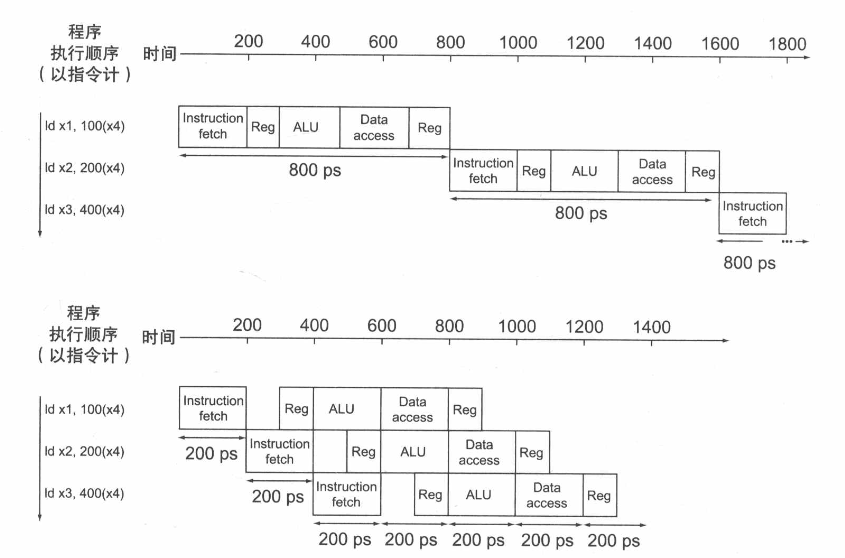 程序
执行顺序
（以指令计）
时间
200 400 600 800 1000 1200 1400 1600 1800
ld x1, 100(x4)
Instruction
fetch
Reg
ALU
Data
access
Reg
800 ps
ld x2, 200(x4)
Instruction
fetch
Reg
ALU
Data
access
Reg
800 ps
ld x3, 400(x4)
Instruction
fetch
...
800 ps
程序
执行顺序
（以指令计）
时间
200 400 600 800 1000 1200 1400
ld x1, 100(x4)
Instruction
fetch
Reg
ALU
Data
access
Reg
200 ps
ld x2, 200(x4)
Instruction
fetch
Reg
ALU
Data
access
Reg
200 ps
ld x3, 400(x4)
Instruction
fetch
Reg
ALU
Data
access
Reg
200 ps 200 ps 200 ps 200 ps 200 ps